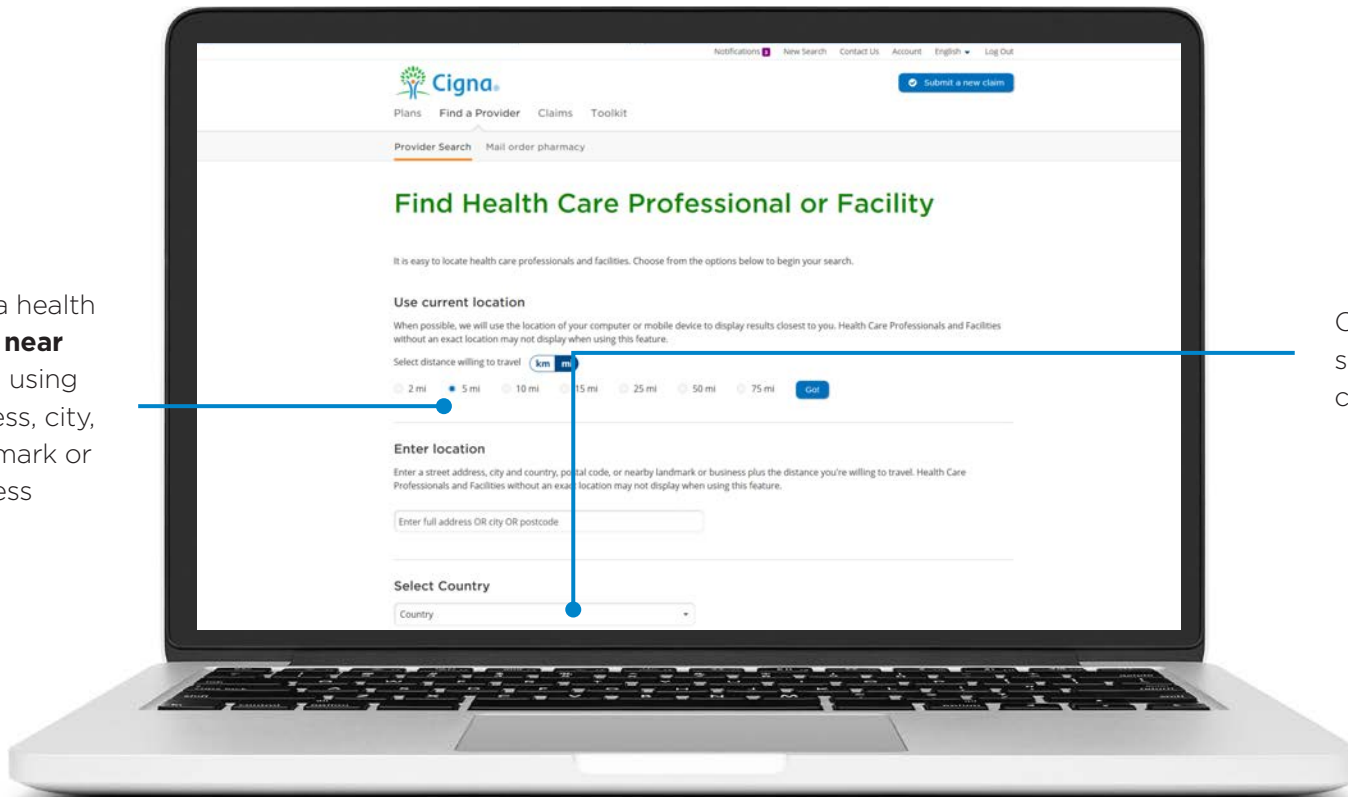 Notifications New Search Contact Us Account English Log Out
Cigna®
Submit a new claim
Plans Find a Provider Claims Toolkit
Provider Search Mail order pharmacy
Find Health Care Professional or Facility
It is easy to locate health care professionals and facilities. Choose from the options below to begin your search.
Use current location
When possible, we will use the location of your computer or mobile device to display results closest to you. Health Care Professionals and Facilities
without an exact location may not display when using this feature.
Select distance willing to travel km mi
2 mi 5 mi 10 mi 15 mi 25 mi 50 mi 75 mi Go!
Enter location
Enter a street address, city and country, postal code, or nearby landmark or business plus the distance you're willing to travel. Health Care
Professionals and Facilities without an exact location may not display when using this feature.
Enter full address OR city OR postcode
Select Country
Country
a health
near
using
city,
or